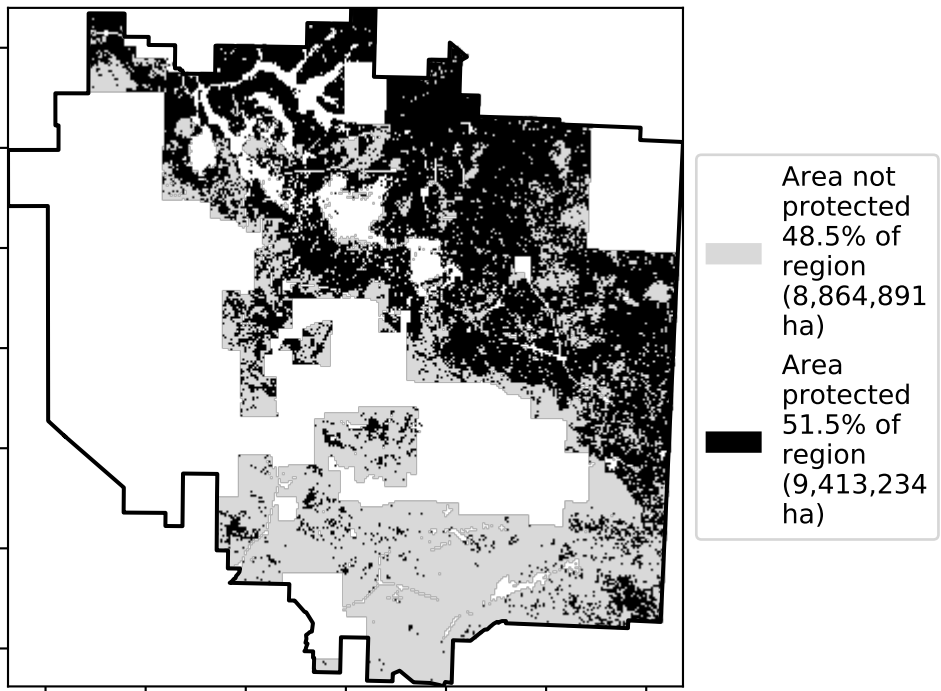 Area not
protected
48.5% of
region
(8,864,891
ha)
Area
protected
51.5% of
region
(9,413,234
ha)